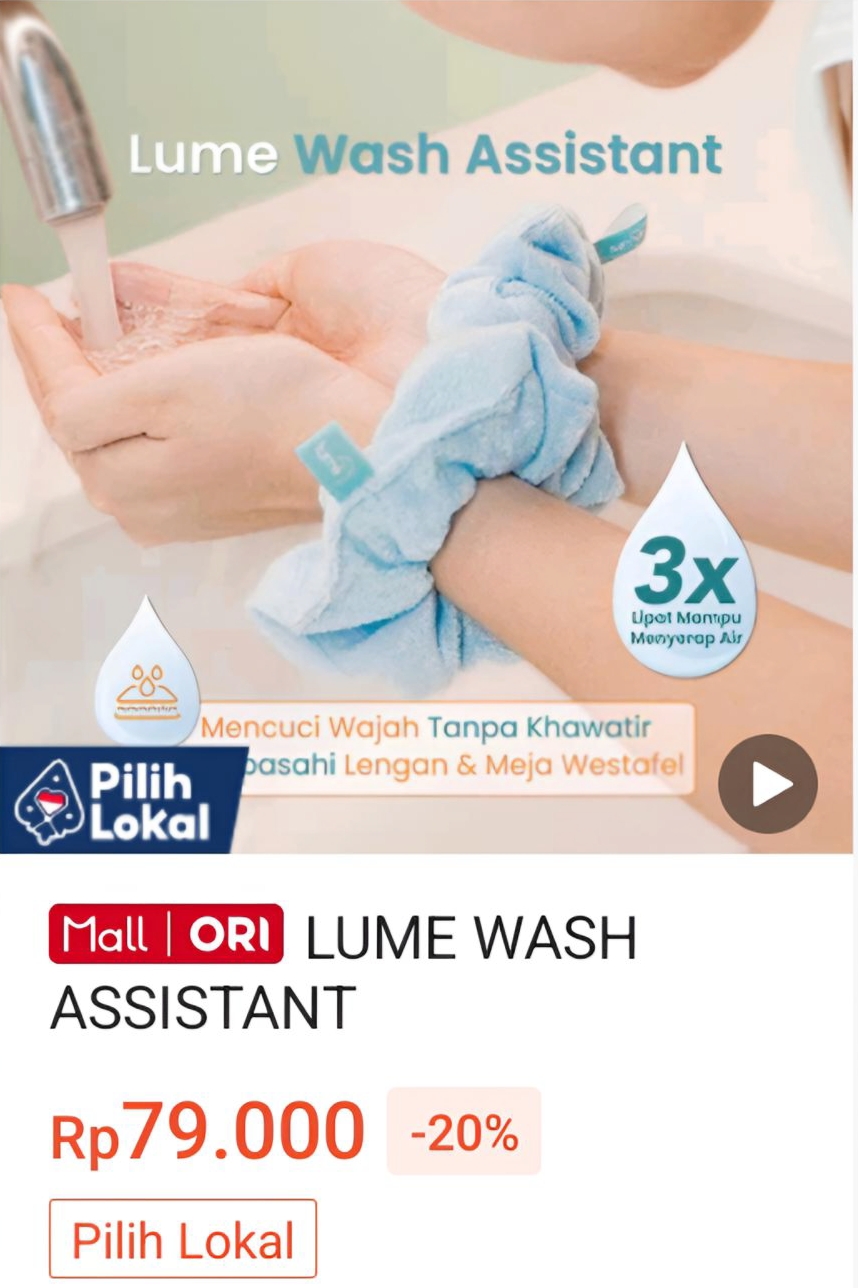 Lume Wash Assistant
3x
Lipat Mampu
Menyerap Air
Mencuci Wajah Tanpa Khawatir
basahi Lengan & Meja Westafel
Pilih
Lokal
Mall | ORI LUME WASH
ASSISTANT
Rp79.000 -20%
Pilih Lokal